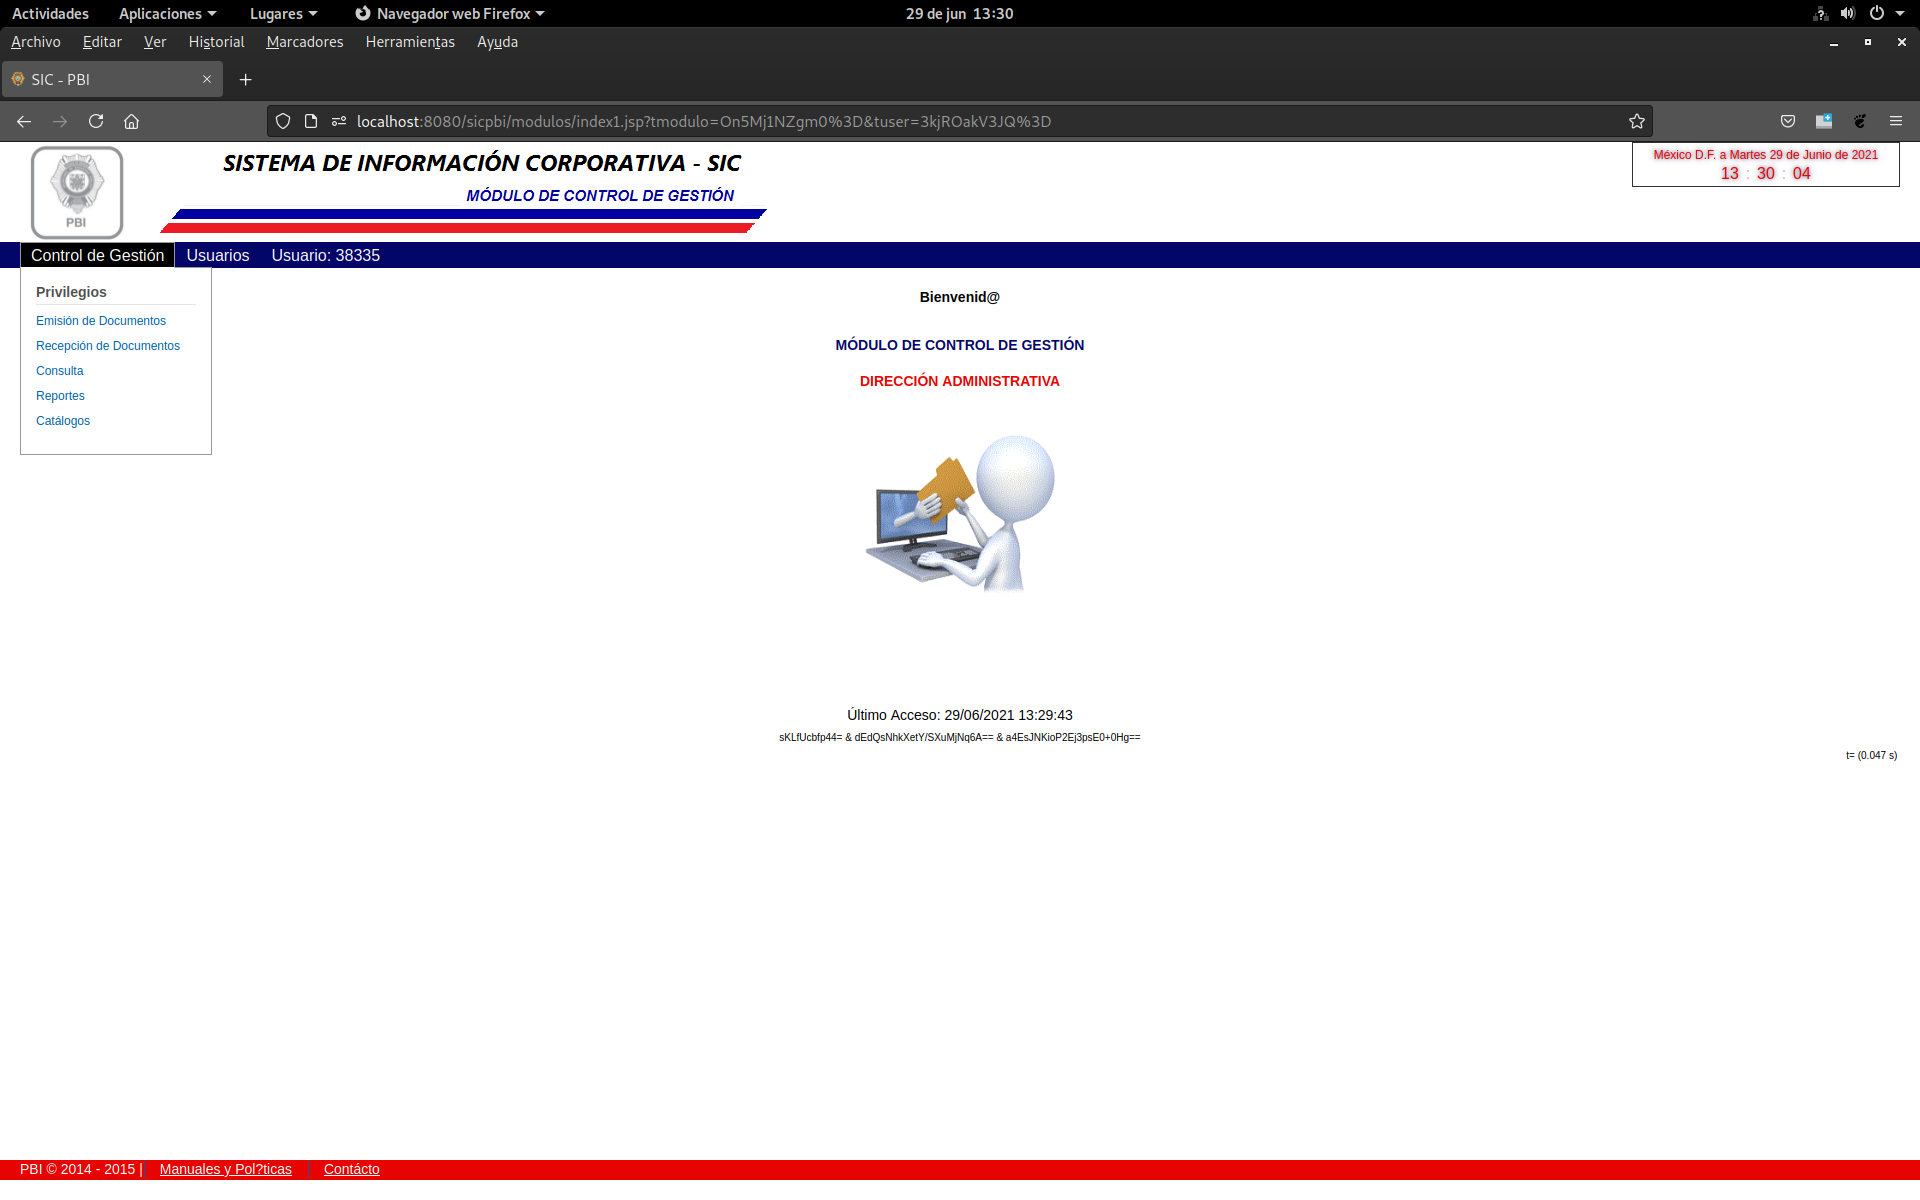 Actividades Aplicaciones Lugares Navegador web Firefox 29 de jun 13:30
Archivo Editar Ver Historial Marcadores Herramientas Ayuda
SIC - PBI
localhost:8080/sicpbi/modulos/index1.jsp?tmodulo=On5Mj1NZgm0%3D&tuser=3kjROakV3JQ%3D
SISTEMA DE INFORMACIÓN CORPORATIVA - SIC
MÓDULO DE CONTROL DE GESTIÓN
PBI
México D.F. a Martes 29 de Junio de 2021
13 : 30 : 04
Control de Gestión Usuarios Usuario: 38335
Privilegios
Emisión de Documentos
Recepción de Documentos
Consulta
Reportes
Catálogos
Bienvenid@
MÓDULO DE CONTROL DE GESTIÓN
DIRECCIÓN ADMINISTRATIVA
Último Acceso: 29/06/2021 13:29:43
sKLfUcbfp44= & dEdQsNhkXetY/SXuMjNq6A== & a4EsJNKioP2Ej3psE0+0Hg==
t= (0.047 s)
PBI © 2014 - 2015 | Manuales y Pol?ticas Contácto